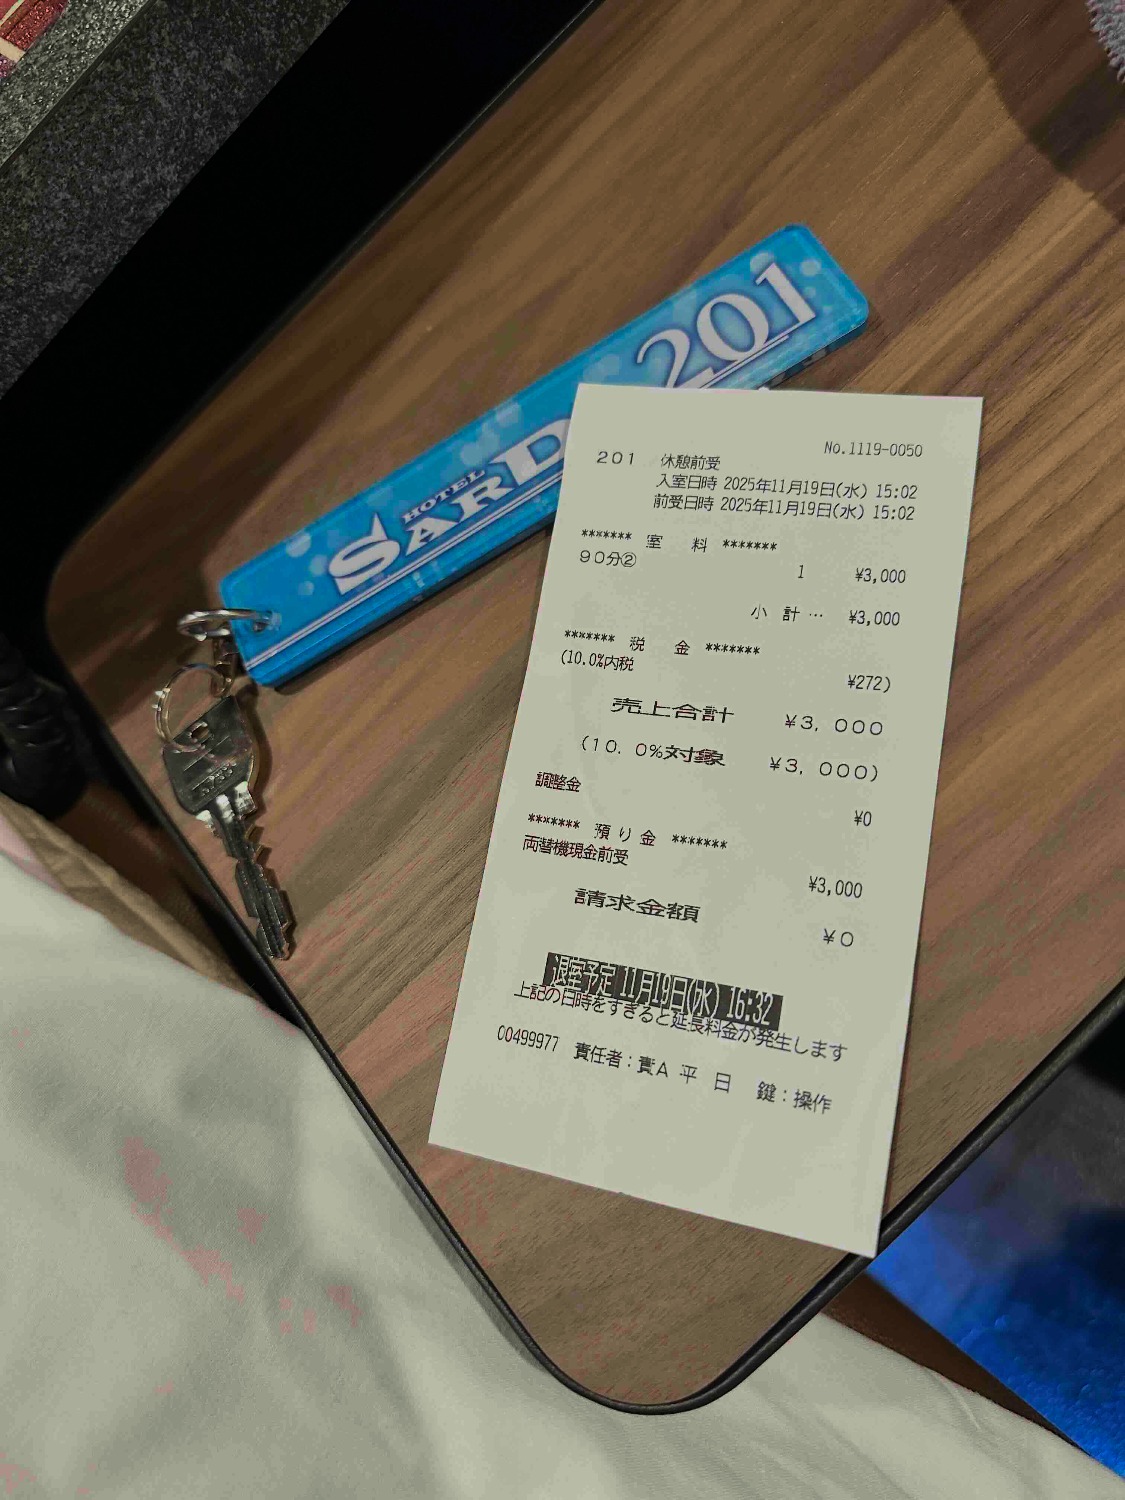 201
HOTEL
SARD
No.1119-0050
201 休憩前受
入室日時 2025年11月19日(水) 15:02
前受日時 2025年11月19日(水) 15:02
******* 室 料 *******
90分②
1 ¥3,000
小 計… ¥3,000
******* 税 金 *******
(10.0%内税 ¥272)
売上合計 ¥3,000
(10.0%対象 ¥3,000)
調整金 ¥0
******* 預り金 *******
両替機現金前受 ¥3,000
請求金額 ¥0
退室予定 11月19日(水) 16:32
上記の日時をすぎると延長料金が発生します
00499977 責任者:責A 平 日 鍵:操作